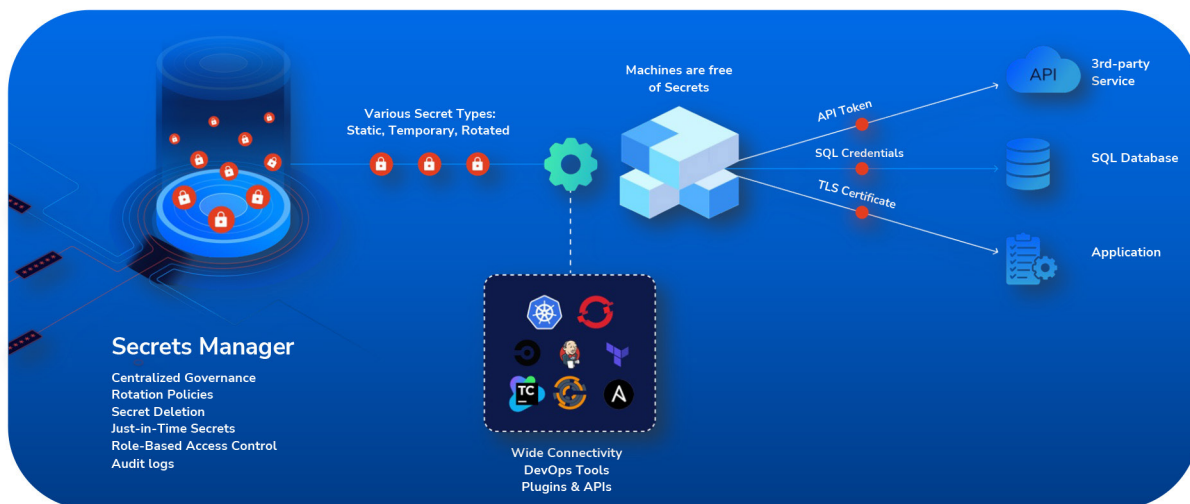 Machines are free
of Secrets
Various Secret Types:
Static, Temporary, Rotated
API Token
SQL Credentials
TLS Certificate
API
3rd-party
Service
SQL Database
Application
Secrets Manager
Centralized Governance
Rotation Policies
Secret Deletion
Just-in-Time Secrets
Role-Based Access Control
Audit logs
TC
A
Wide Connectivity
DevOps Tools
Plugins & APIs